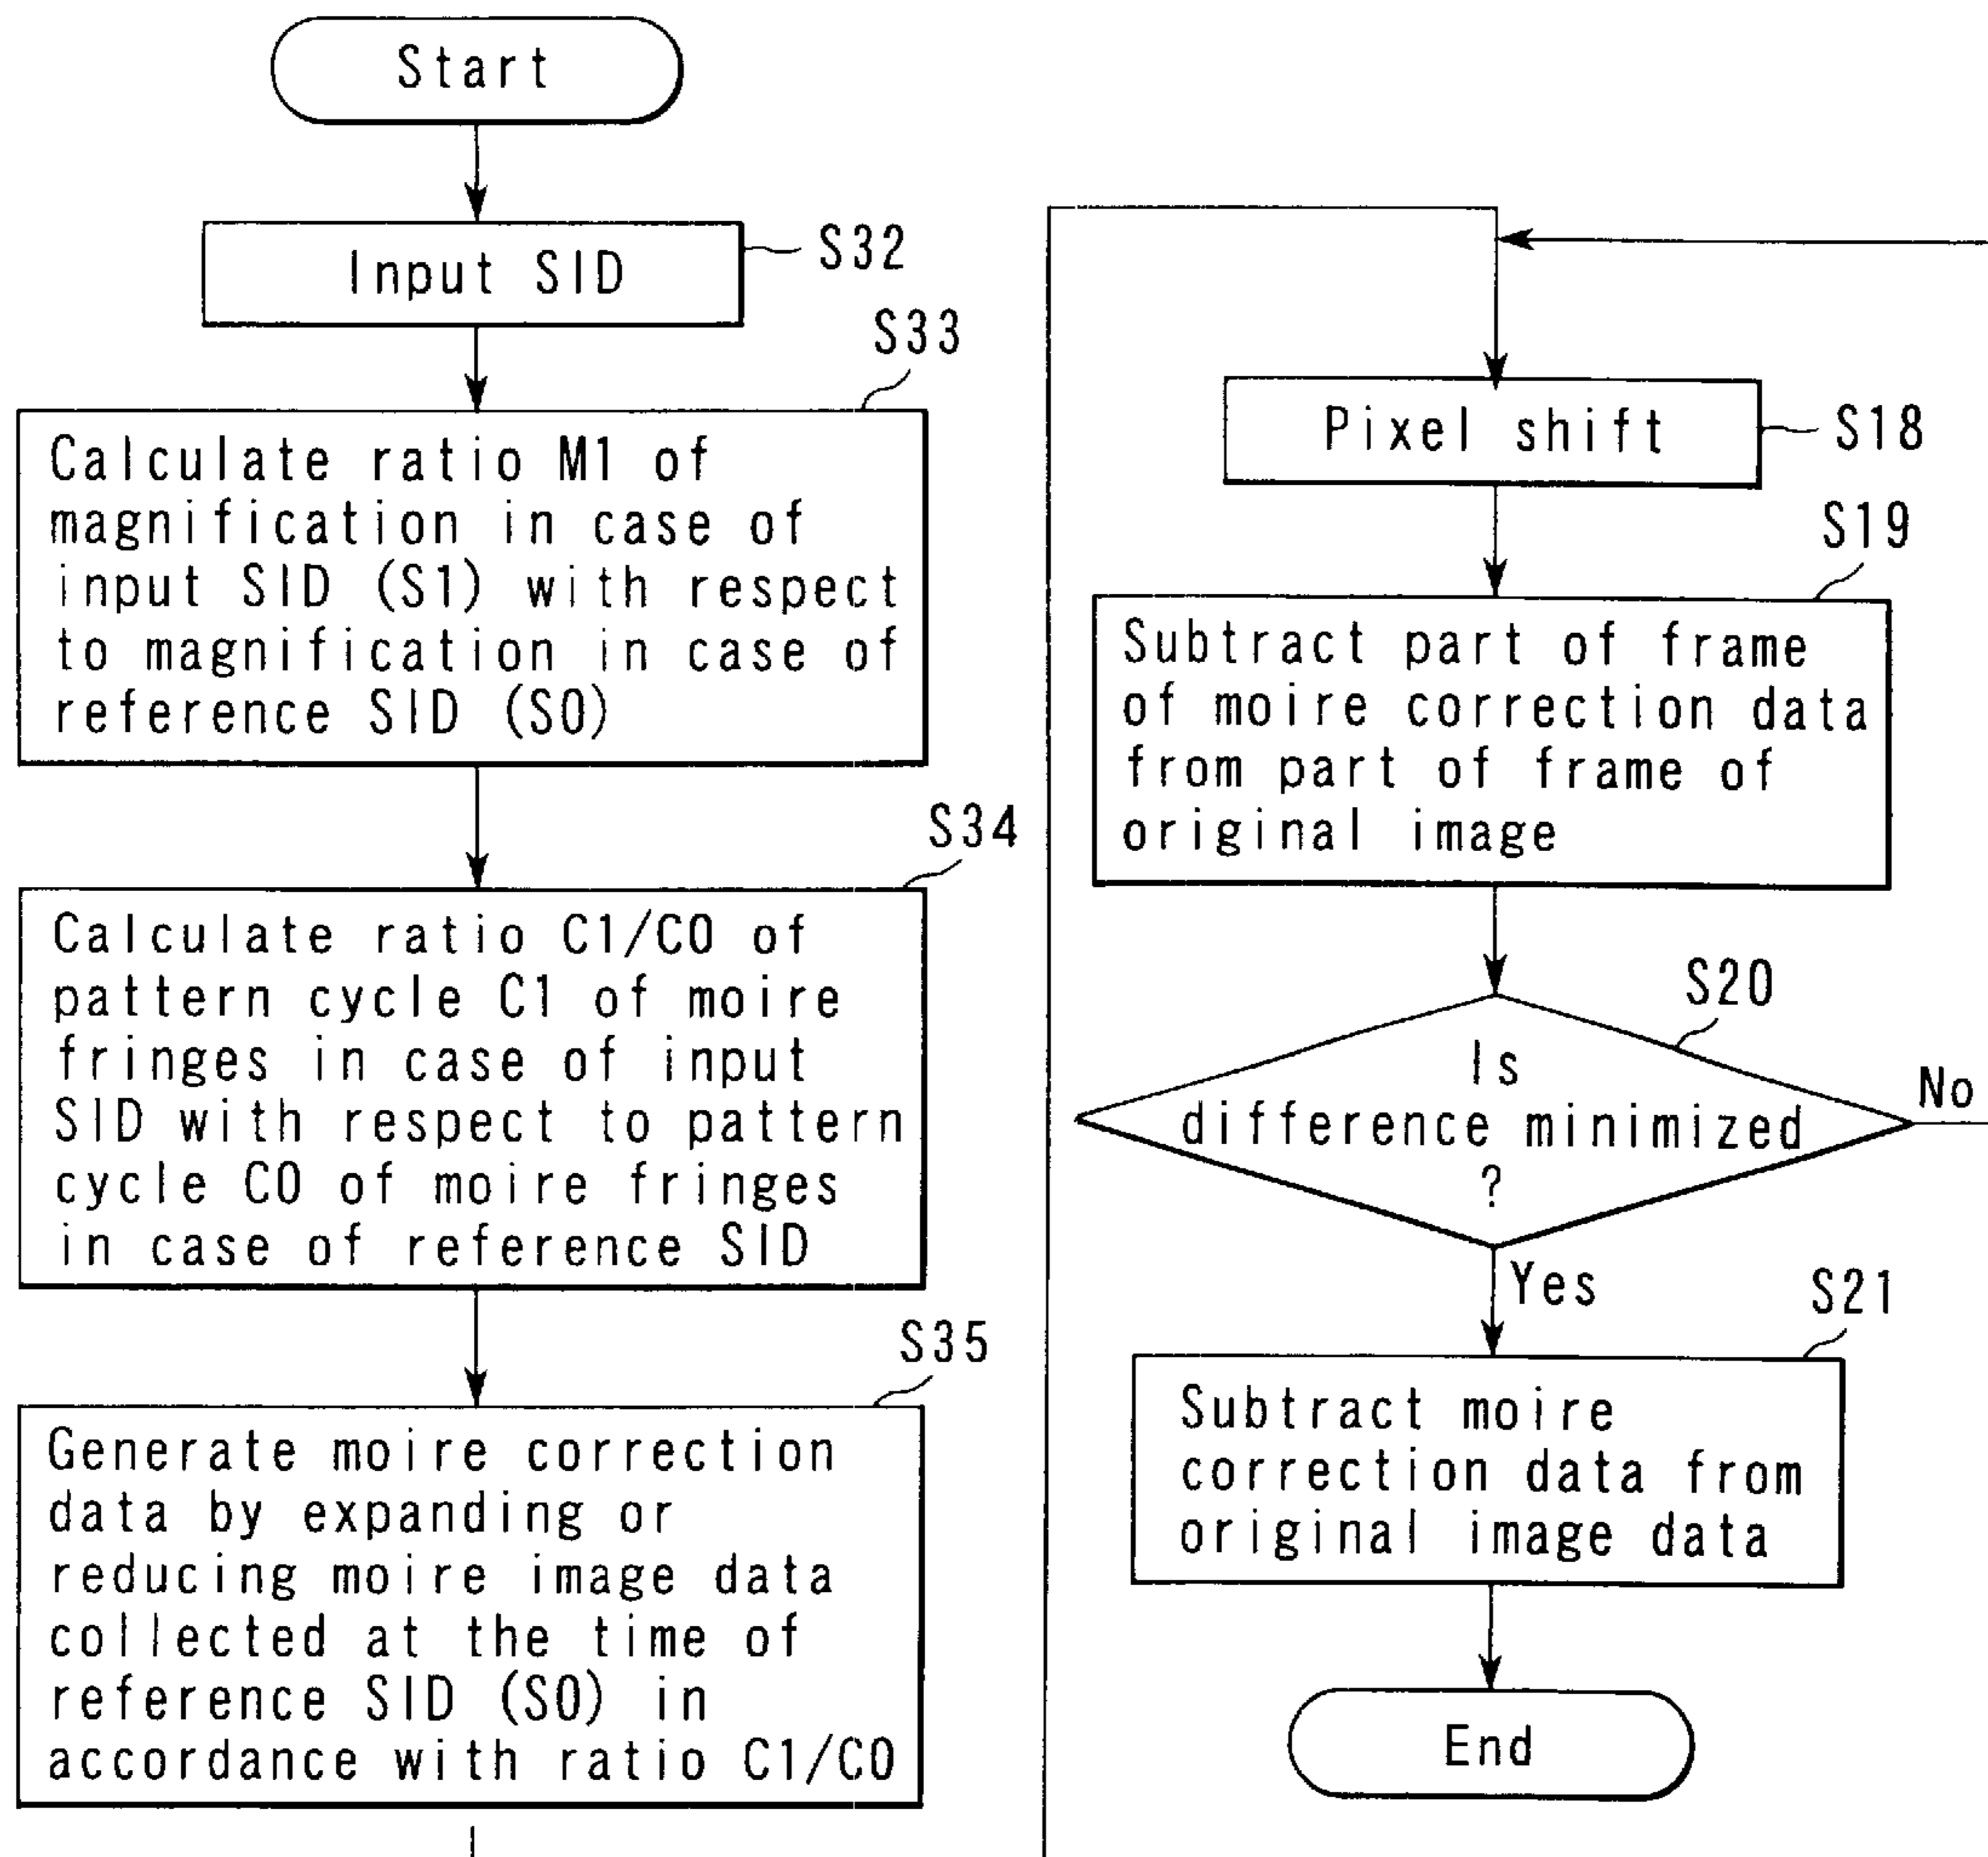 Start
Input SID
S32
S33
Calculate ratio M1 of
magnification in case of
input SID (S1) with respect
to magnification in case of
reference SID (S0)
S34
Calculate ratio C1/C0 of
pattern cycle C1 of moire
fringes in case of input
SID with respect to pattern
cycle C0 of moire fringes
in case of reference SID
S35
Generate moire correction
data by expanding or
reducing moire image data
collected at the time of
reference SID (S0) in
accordance with ratio C1/C0
Pixel shift
S18
S19
Subtract part of frame
of moire correction data
from part of frame of
original image
S20
Is
difference minimized
?
No
Yes
S21
Subtract moire
correction data from
original image data
End